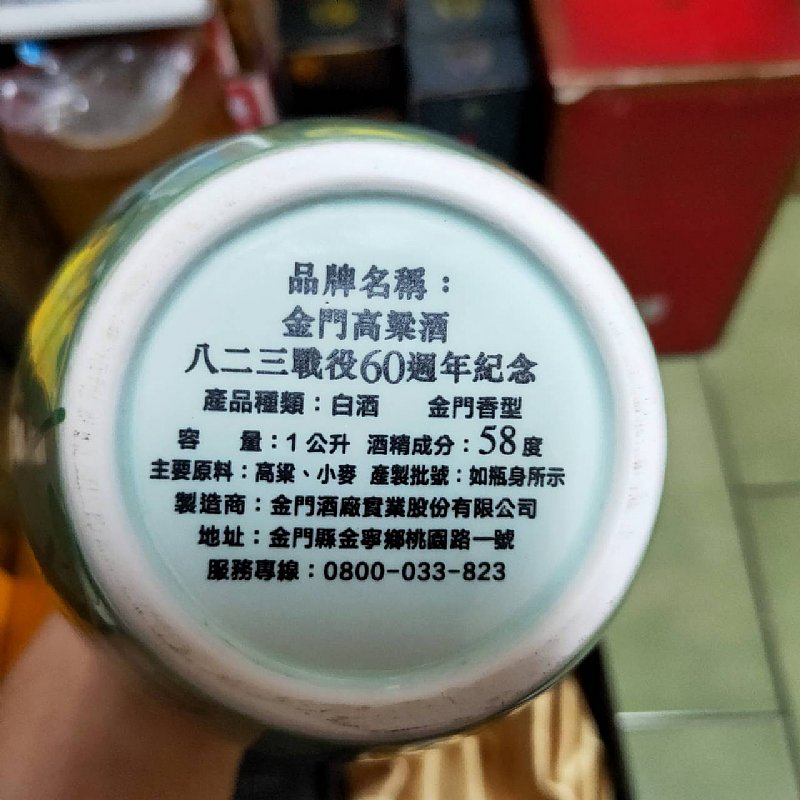 品牌名稱：
金門高粱酒
八二三戰役60週年紀念
產品種類：白酒 金門香型
容 量：1公升 酒精成分：58度
主要原料：高粱、小麥 產製批號：如瓶身所示
製造商：金門酒廠實業股份有限公司
地址：金門縣金寧鄉桃園路一號
服務專線：0800-033-823